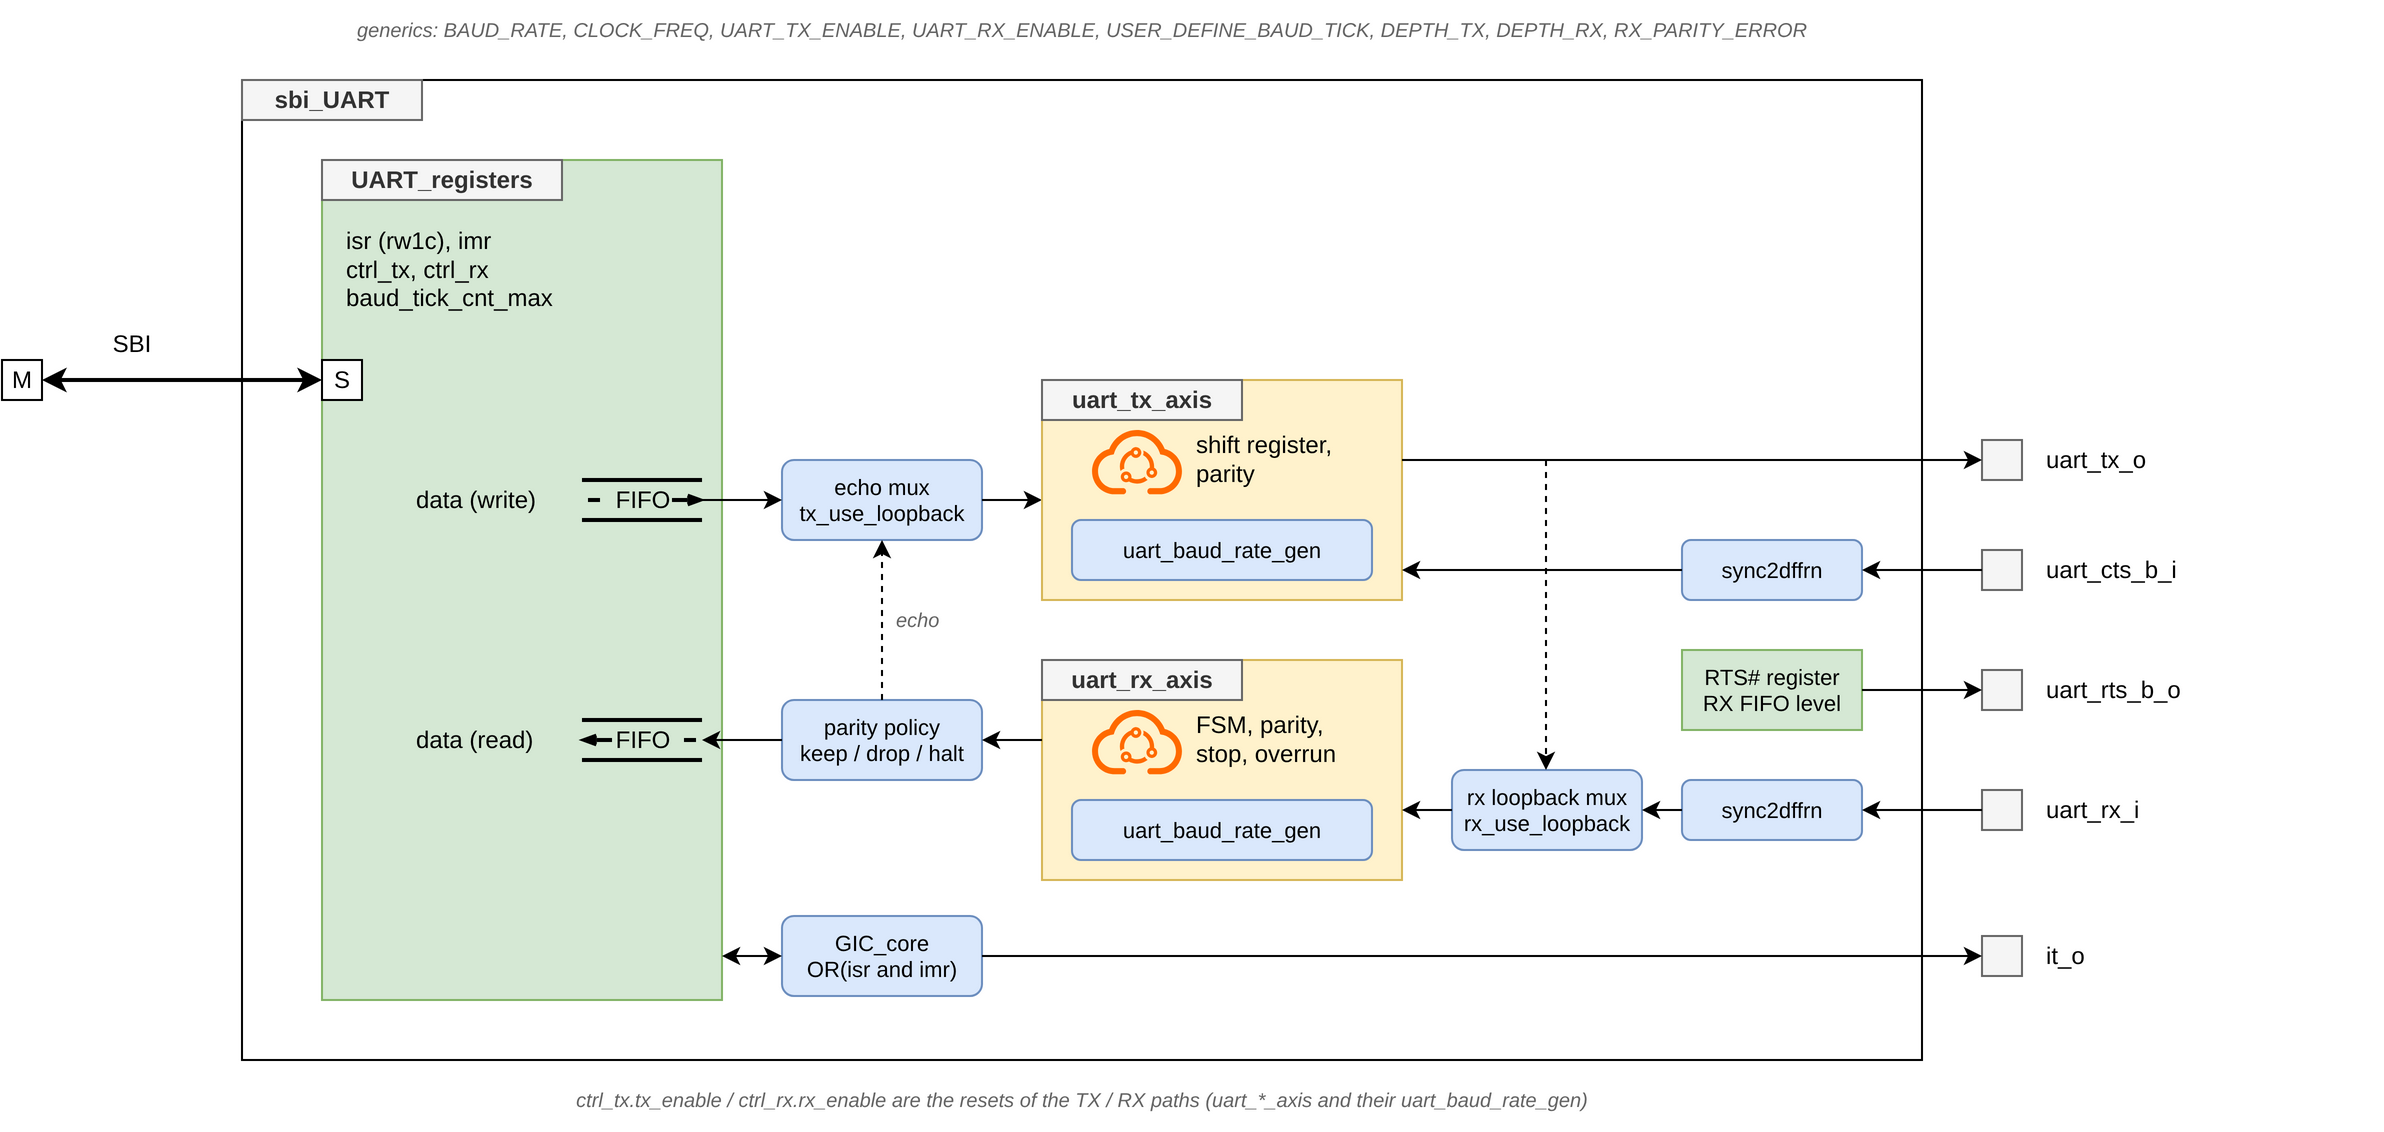 generics: BAUD_RATE, CLOCK_FREQ, UART_TX_ENABLE, UART_RX_ENABLE, USER_DEFINE_BAUD_TICK, DEPTH_TX, DEPTH_RX, RX_PARITY_ERROR
sbi_UART
UART_registers
isr (rw1c), imr
ctrl_tx, ctrl_rx
baud_tick_cnt_max
SBI
M
S
uart_tx_axis
shift register,
parity
uart_baud_rate_gen
data (write)
FIFO
echo mux
tx_use_loopback
uart_tx_o
sync2dffrn
uart_cts_b_i
echo
uart_rx_axis
FSM, parity,
stop, overrun
uart_baud_rate_gen
RTS# register
RX FIFO level
uart_rts_b_o
data (read)
FIFO
parity policy
keep / drop / halt
rx loopback mux
rx_use_loopback
sync2dffrn
uart_rx_i
GIC_core
OR(isr and imr)
it_o
ctrl_tx.tx_enable / ctrl_rx.rx_enable are the resets of the TX / RX paths (uart_*_axis and their uart_baud_rate_gen)